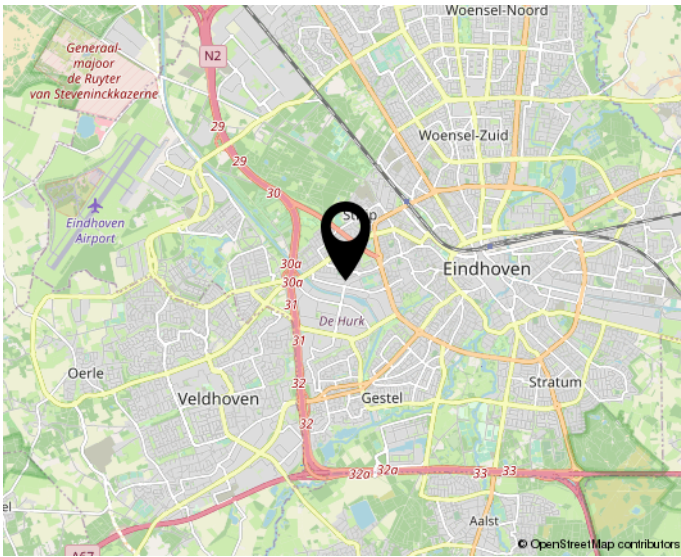 Woensel-Noord
Generaal-
majoor
de Ruyter
van Steveninckkazerne
N2
29
Woensel-Zuid
29
30
Eindhoven
Airport
30a
Eindhoven
30a
31
De Hurk
31
Oerle
32
Stratum
Veldhoven
Gestel
32
32a
32a
33
33
Aalst
A67
© OpenStreetMap contributors